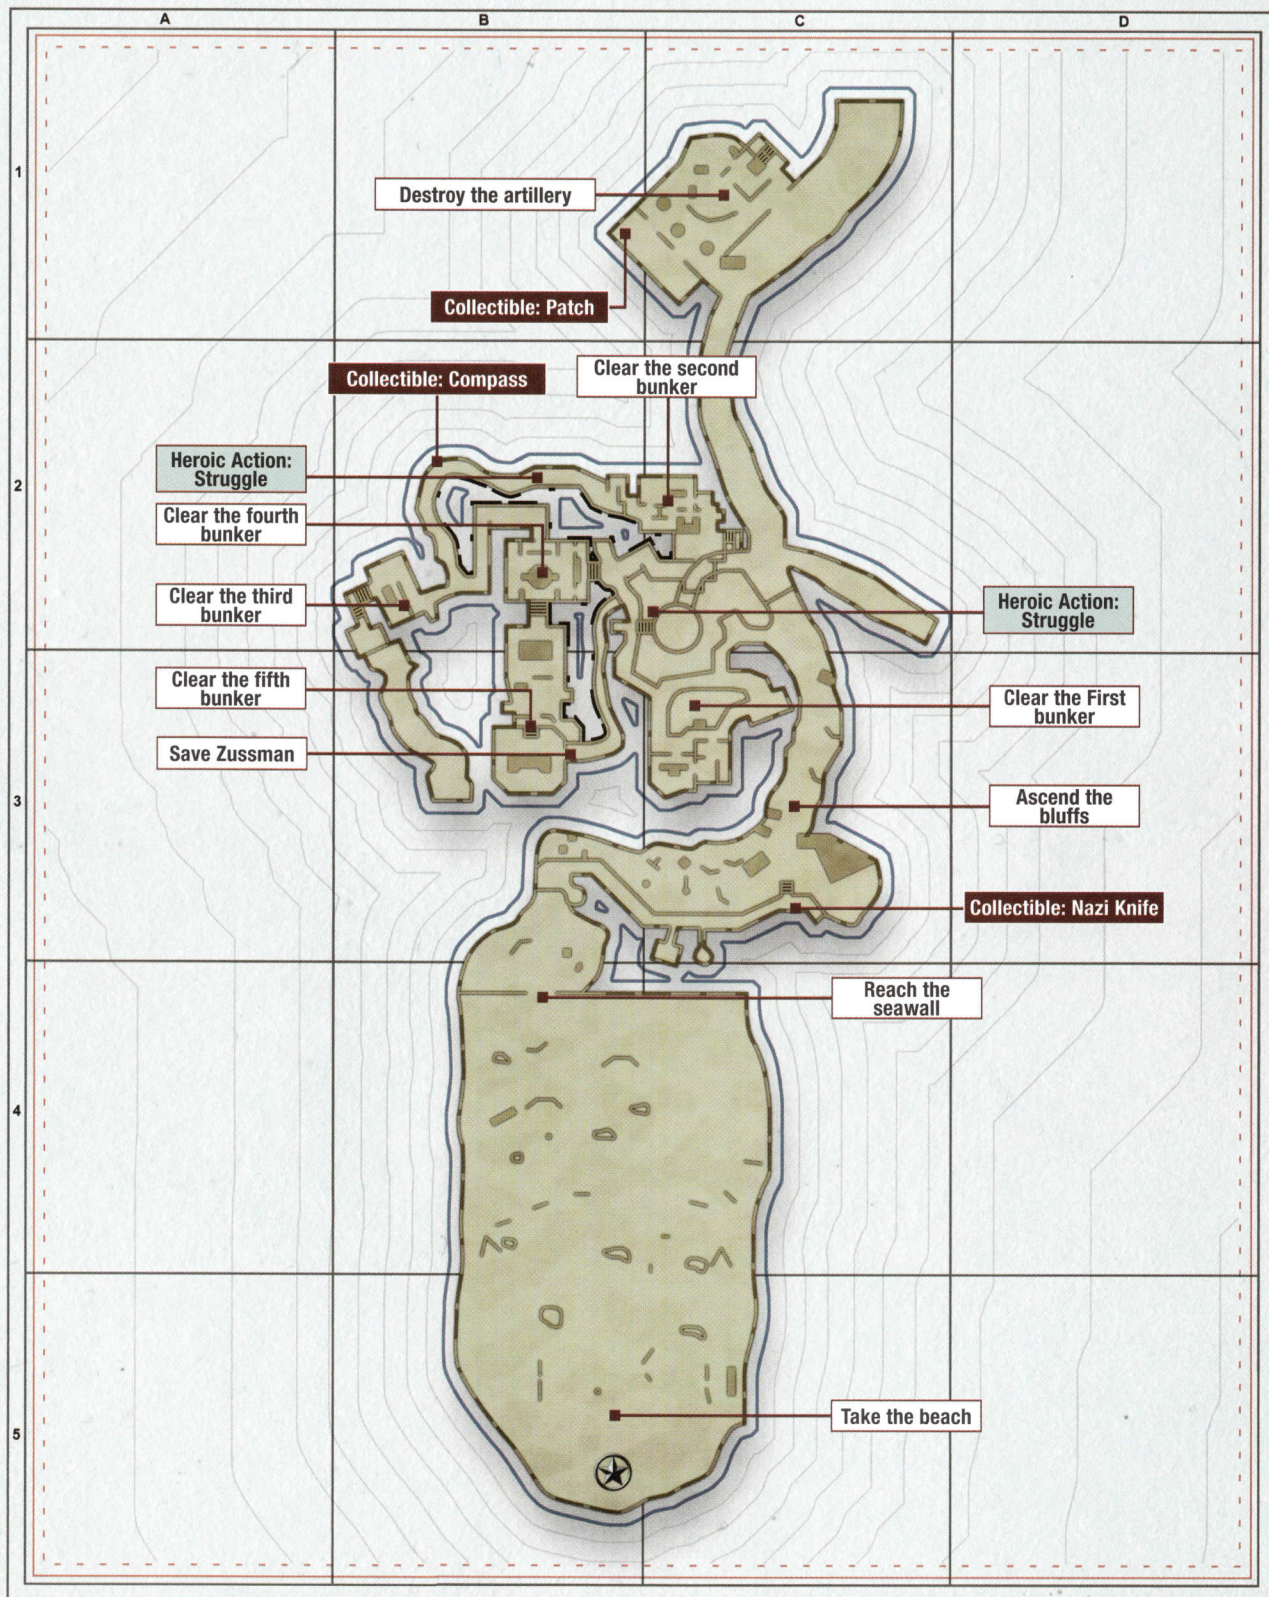 A B C D
1
Destroy the artillery
Collectible: Patch
Collectible: Compass
Clear the second
bunker
Heroic Action:
Struggle
2
Clear the fourth
bunker
Clear the third
bunker
Heroic Action:
Struggle
Clear the fifth
bunker
Clear the First
bunker
Save Zussman
3
Ascend the
bluffs
Collectible: Nazi Knife
Reach the
seawall
4
Take the beach
5